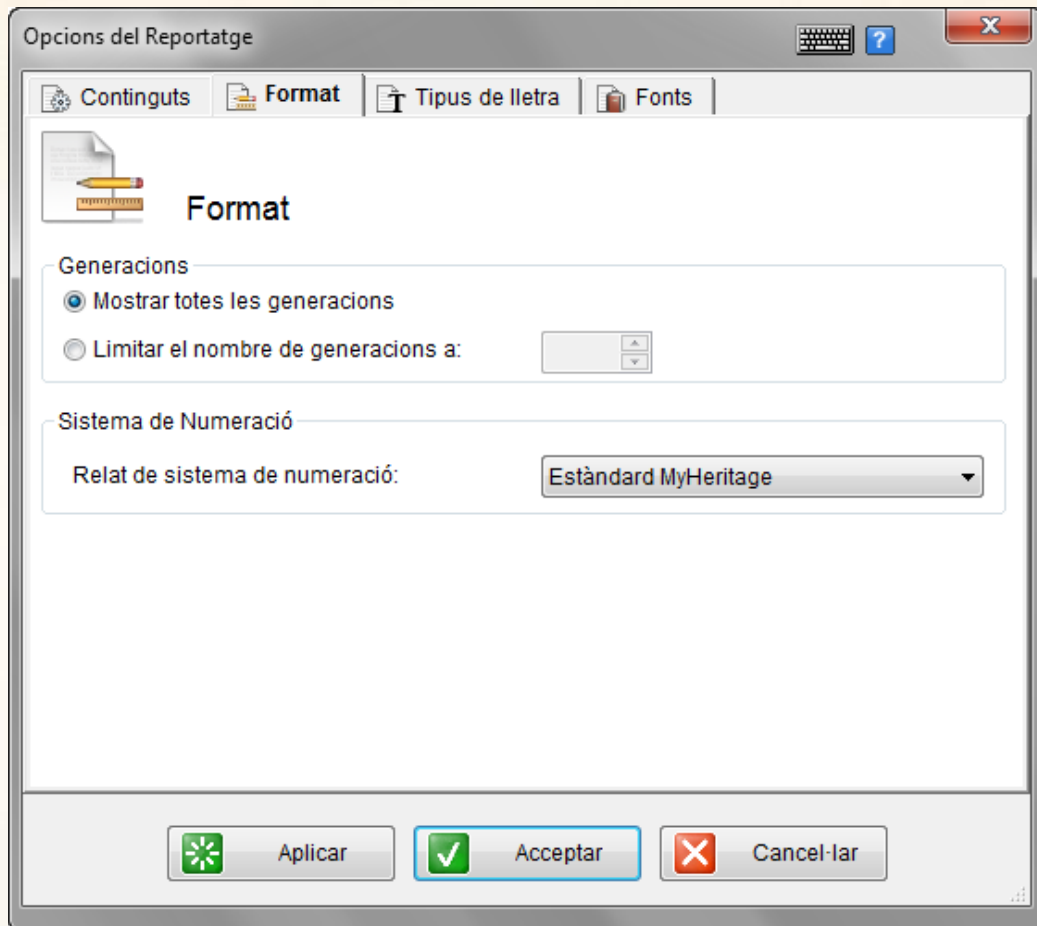 Opcions del Reportatge
?
Continguts
Format
Tipus de lletra
Fonts
Format
Generacions
Mostrar totes les generacions
Limitar el nombre de generacions a:
Sistema de Numeració
Relat de sistema de numeració:
Estàndard MyHeritage
Aplicar
Acceptar
Cancel·lar